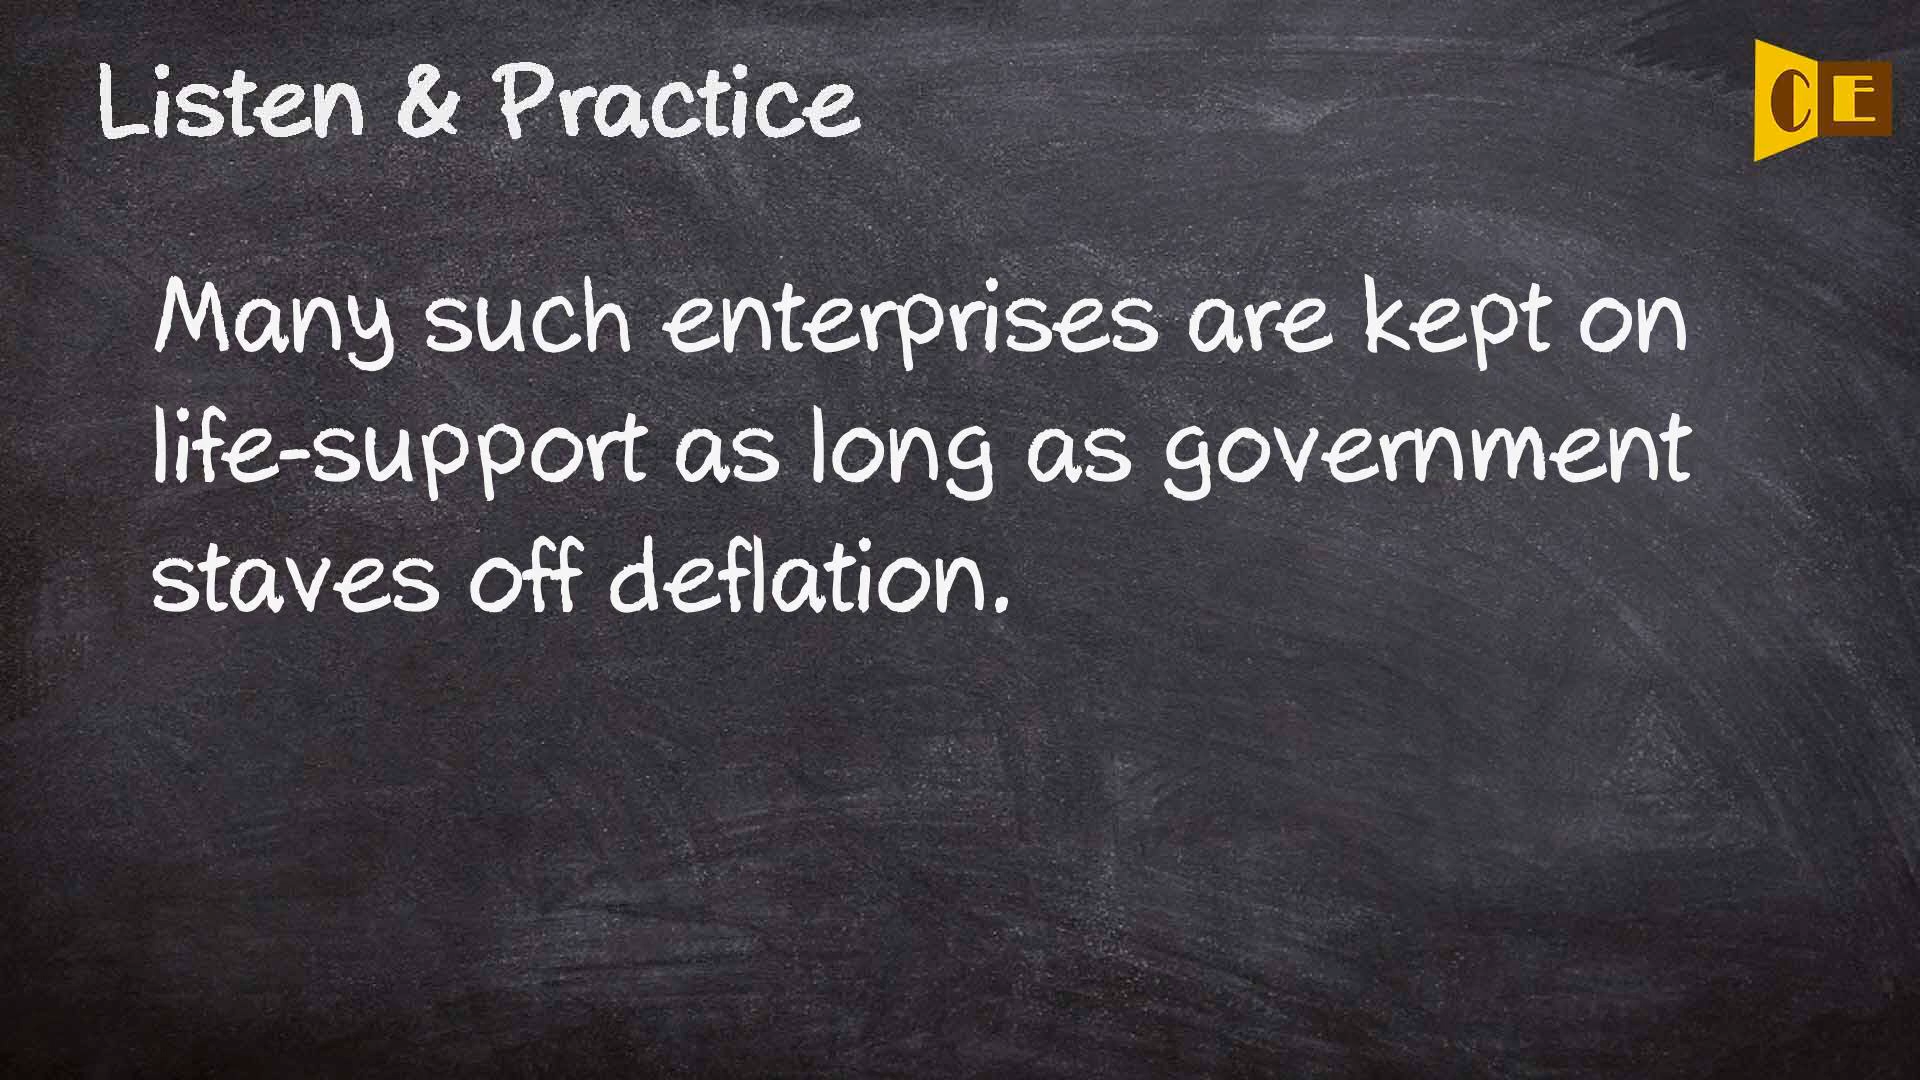 Listen & Practice
CE
Many such enterprises are kept on
life-support as long as government
staves off deflation.